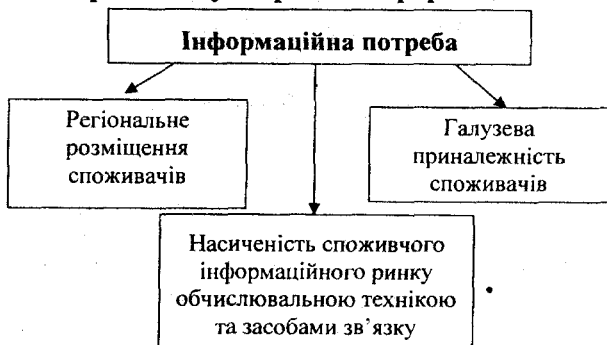 Інформаційна потреба
Регіональне
розміщення
споживачів
Галузева
приналежність
споживачів
Насиченість споживчого
інформаційного ринку
обчислювальною технікою
та засобами зв’язку